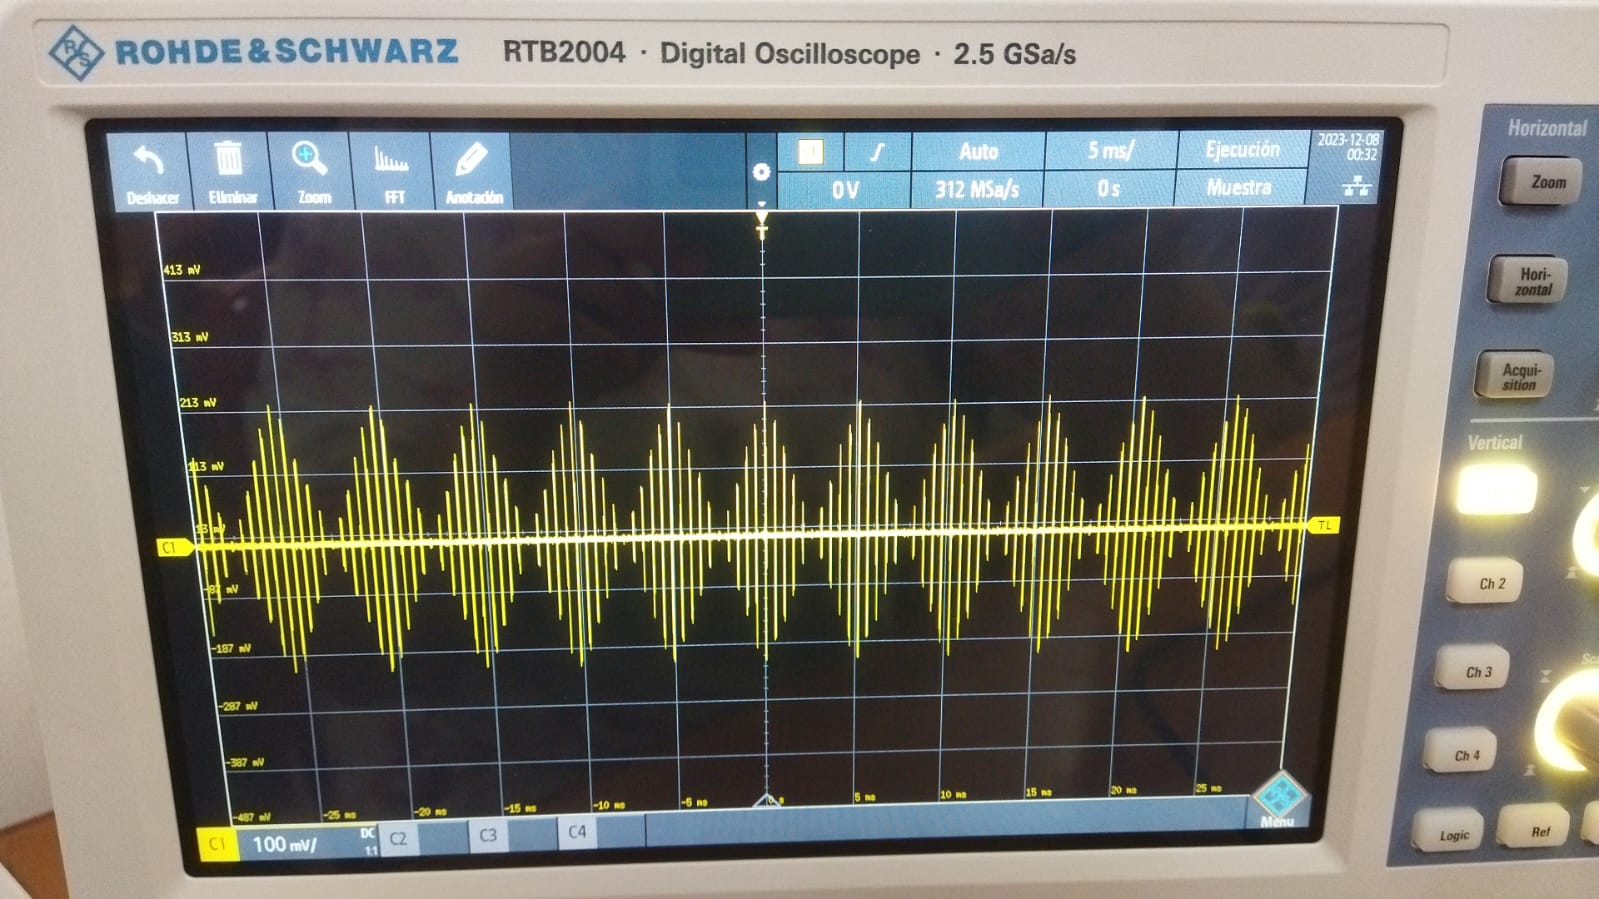 R&S ROHDE & SCHWARZ RTB2004 · Digital Oscilloscope · 2.5 GSa/s
Deshacer Eliminar Zoom FFT Anotación
Auto 5 ms/ Ejecución
0 V 312 MSa/s 0 s Muestra
2023-12-08
00:32
T
413 mV
313 mV
213 mV
113 mV
13 mV
C1
TL
-87 mV
-187 mV
-287 mV
-387 mV
-487 mV
-25 ms -20 ms -15 ms -10 ms -5 ms 0 s 5 ms 10 ms 15 ms 20 ms 25 ms
C1 100 mV/ DC
1:1
C2 C3 C4
Menu
Horizontal
Zoom
Hori-
zontal
Acqui-
sition
Vertical
Ch 2
Ch 3
Ch 4
Logic Ref